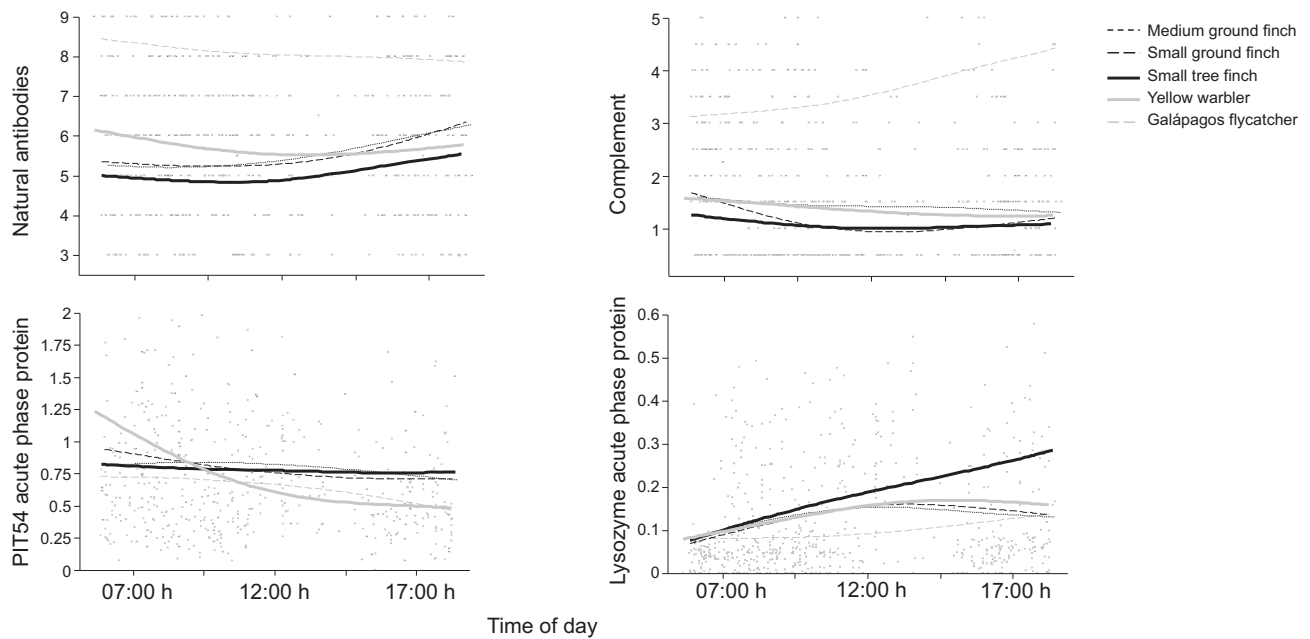 Natural antibodies
9
8
7
6
5
4
3
Complement
5
4
3
2
1
Medium ground finch
Small ground finch
Small tree finch
Yellow warbler
Galápagos flycatcher
PIT54 acute phase protein
2
1.75
1.5
1.25
1
0.75
0.5
0.25
0
07:00 h
12:00 h
17:00 h
Lysozyme acute phase protein
0.6
0.5
0.4
0.3
0.2
0.1
0
07:00 h
12:00 h
17:00 h
Time of day